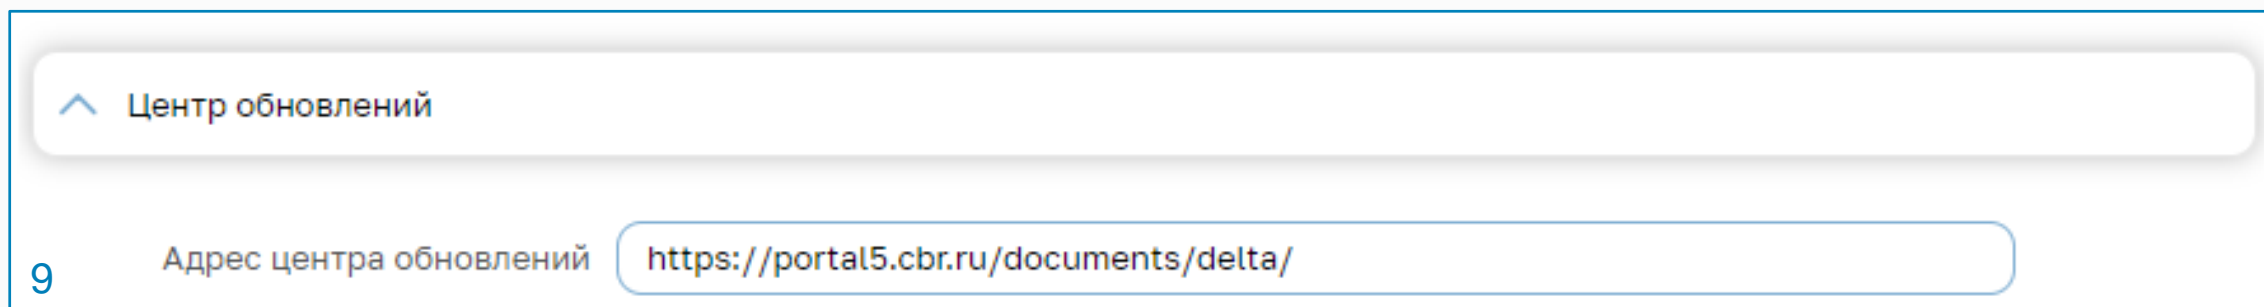 Центр обновлений
Адрес центра обновлений https://portal5.cbr.ru/documents/delta/
9